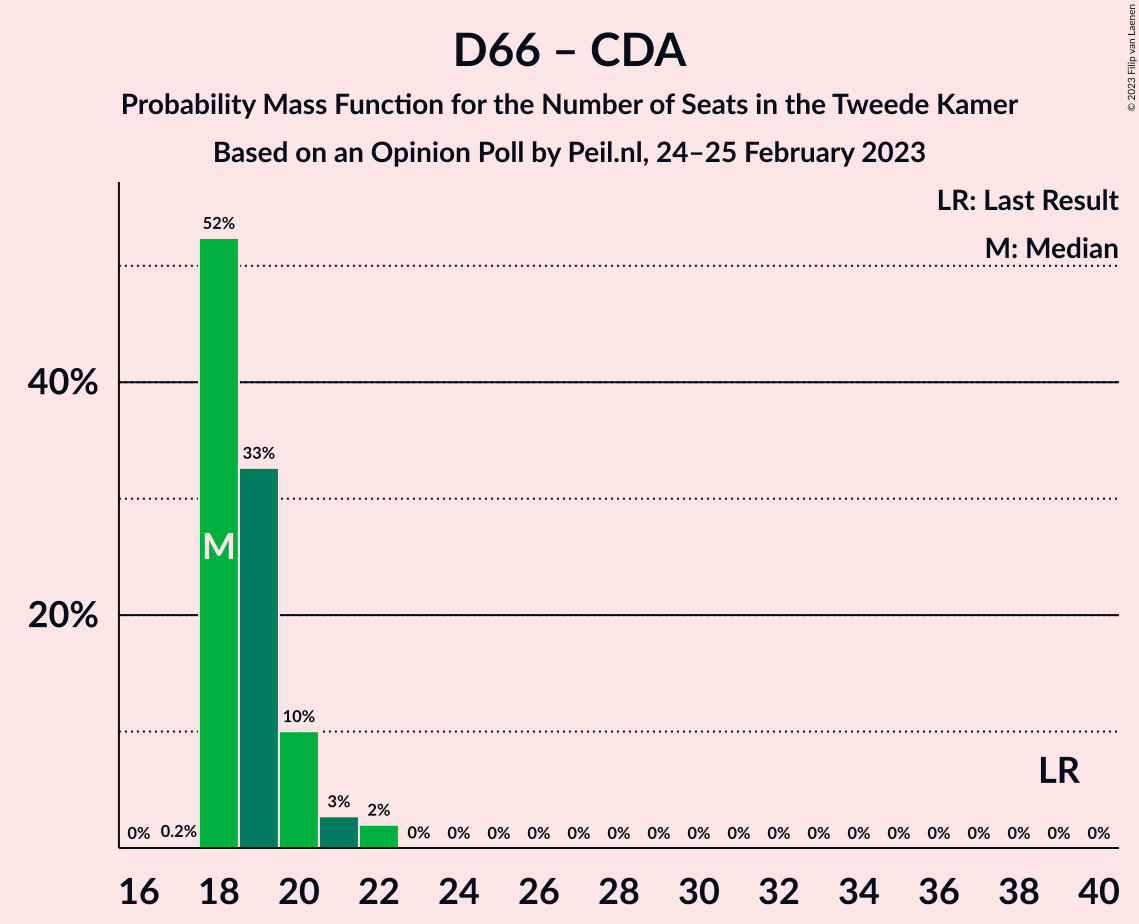 D66 – CDA
Probability Mass Function for the Number of Seats in the Tweede Kamer
Based on an Opinion Poll by Peil.nl, 24–25 February 2023
© 2023 Filip van Laenen
LR: Last Result
M: Median
52%
40%
33%
M
20%
10%
LR
3%
2%
0% 0.2% 0% 0% 0% 0% 0% 0% 0% 0% 0% 0% 0% 0% 0% 0% 0% 0% 0% 0%
16 18 20 22 24 26 28 30 32 34 36 38 40